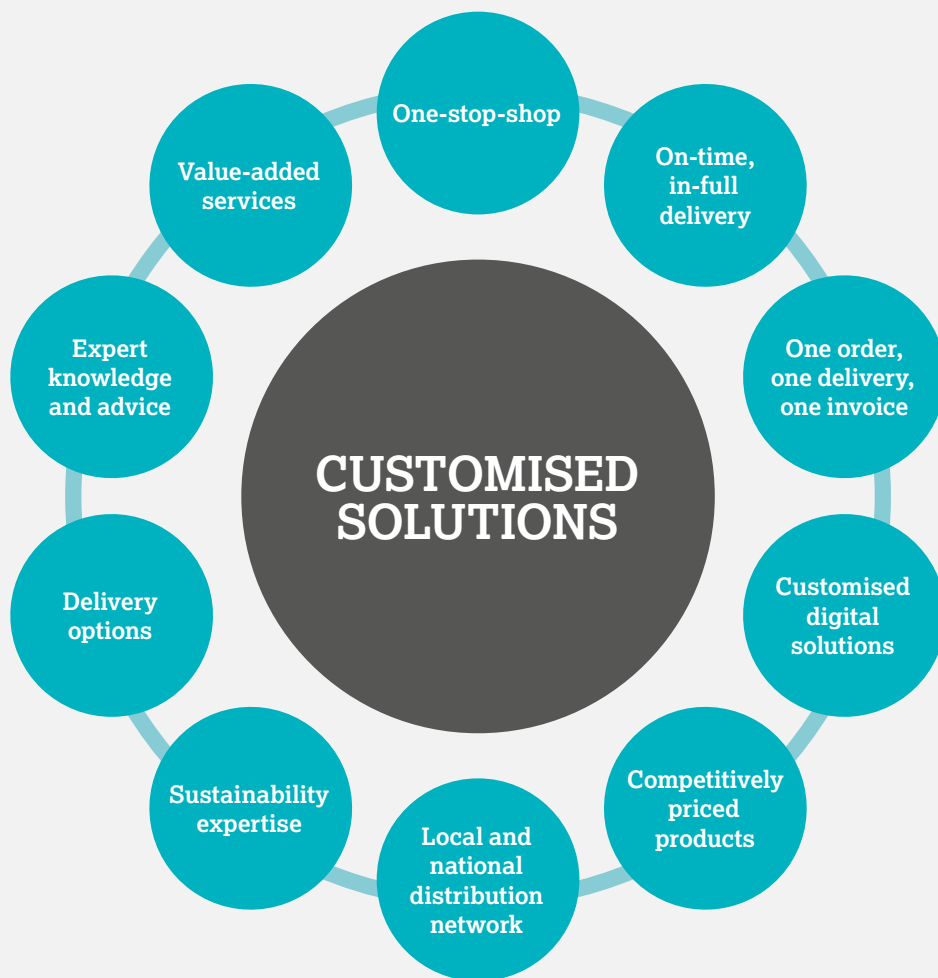 One-stop-shop
On-time,
in-full
delivery
One order,
one delivery,
one invoice
Customised
digital
solutions
Competitively
priced
products
Local and
national
distribution
network
Sustainability
expertise
Delivery
options
Expert
knowledge
and advice
Value-added
services
CUSTOMISED
SOLUTIONS